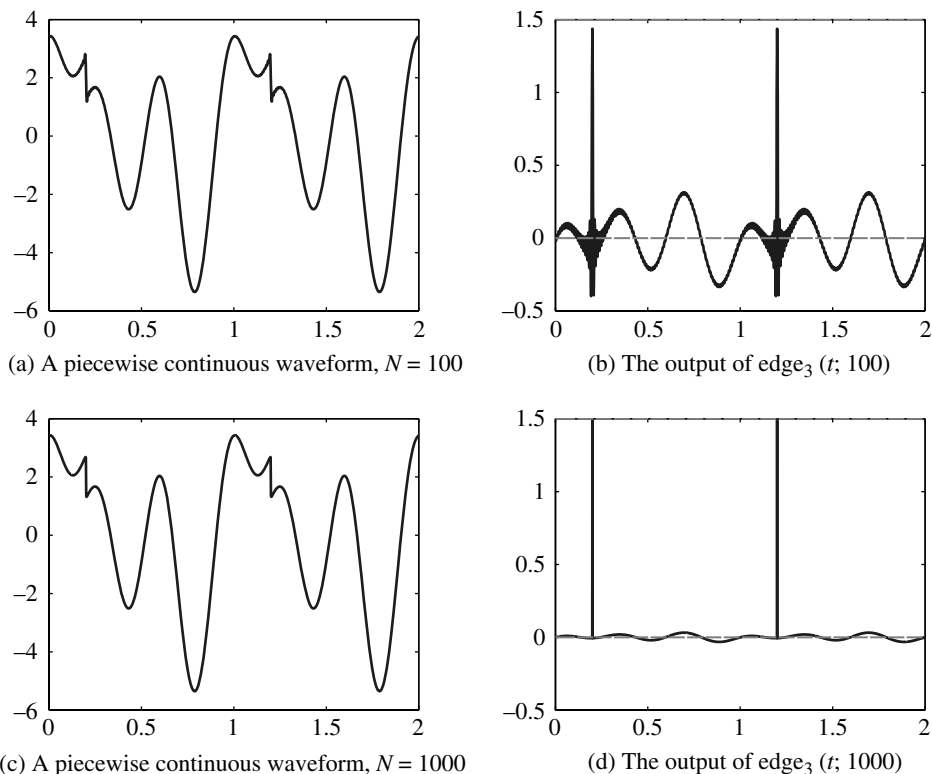 4
2
0
–2
–4
–6
0 0.5 1 1.5 2
(a) A piecewise continuous waveform, N = 100
1.5
1
0.5
0
–0.5
0 0.5 1 1.5 2
(b) The output of edge₃ (t; 100)
4
2
0
–2
–4
–6
0 0.5 1 1.5 2
(c) A piecewise continuous waveform, N = 1000
1.5
1
0.5
0
–0.5
0 0.5 1 1.5 2
(d) The output of edge₃ (t; 1000)